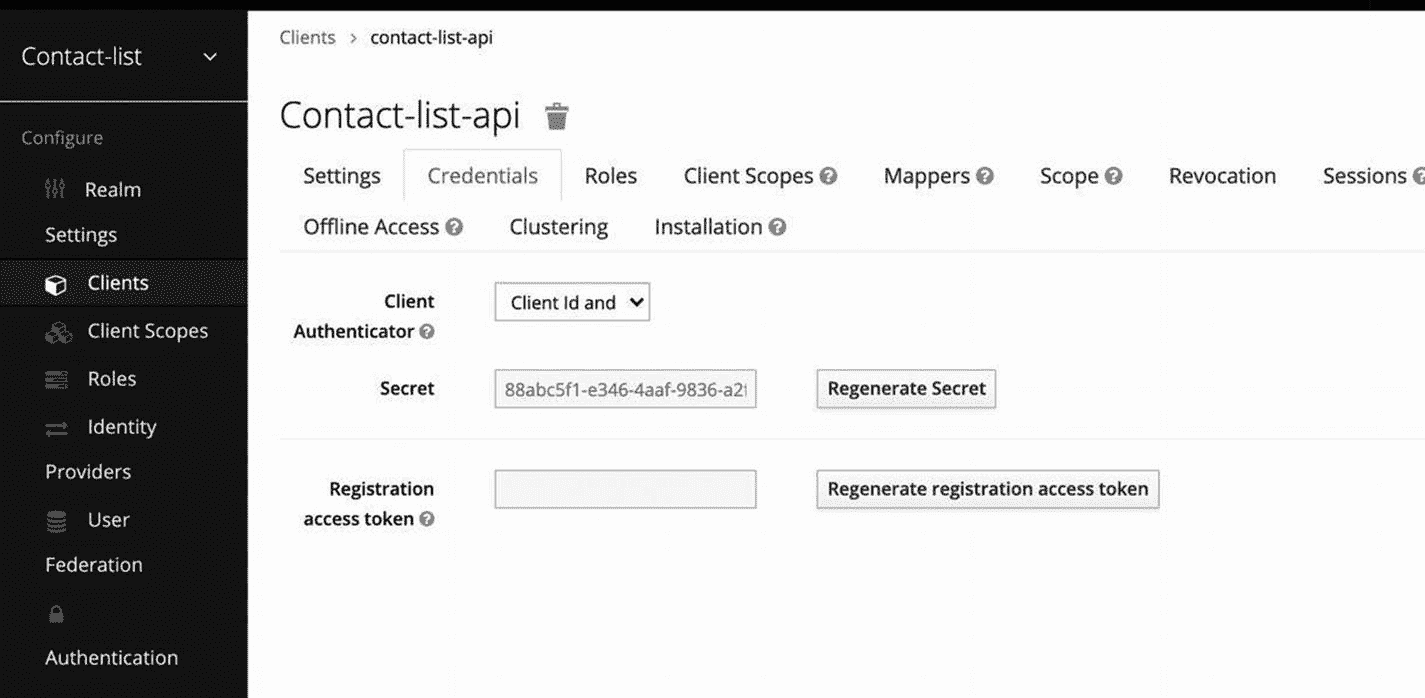 Contact-list
Configure
Realm
Settings
Clients
Client Scopes
Roles
Identity
Providers
User
Federation
Authentication
Clients > contact-list-api
Contact-list-api
Settings Credentials Roles Client Scopes Mappers Scope Revocation Sessions
Offline Access Clustering Installation
Client
Authenticator
Client Id and
Secret
88abc5f1-e346-4aaf-9836-a2
Regenerate Secret
Registration
access token
Regenerate registration access token